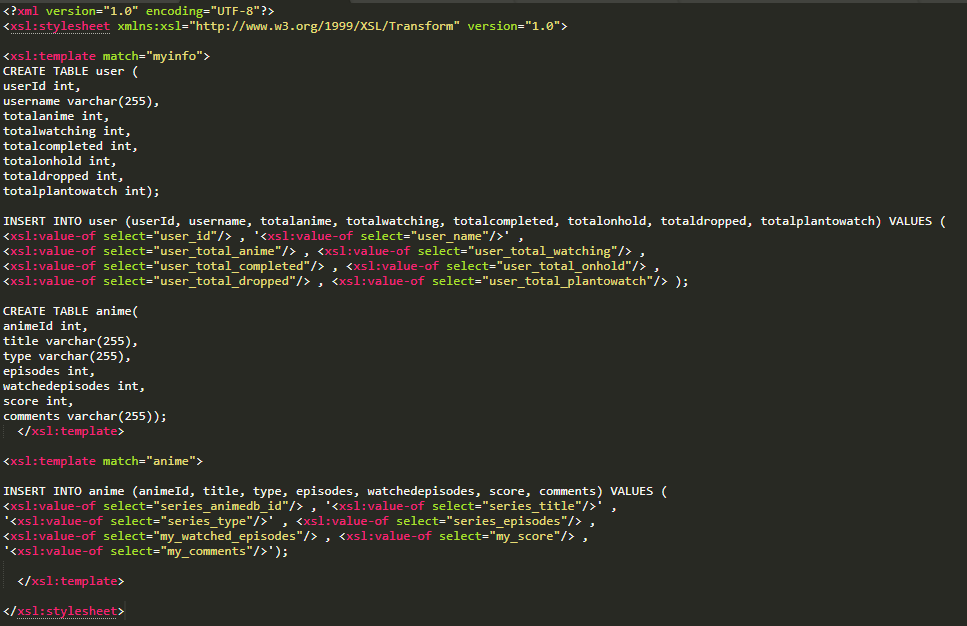 <?xml version="1.0" encoding="UTF-8"?>
<xsl:stylesheet xmlns:xsl="http://www.w3.org/1999/XSL/Transform" version="1.0">
<xsl:template match="myinfo">
CREATE TABLE user (
userId int,
username varchar(255),
totalanime int,
totalwatching int,
totalcompleted int,
totalonhold int,
totaldropped int,
totalplantowatch int);
INSERT INTO user (userId, username, totalanime, totalwatching, totalcompleted, totalonhold, totaldropped, totalplantowatch) VALUES (
<xsl:value-of select="user_id"/> , '<xsl:value-of select="user_name"/>' ,
<xsl:value-of select="user_total_anime"/> , <xsl:value-of select="user_total_watching"/> ,
<xsl:value-of select="user_total_completed"/> , <xsl:value-of select="user_total_onhold"/> ,
<xsl:value-of select="user_total_dropped"/> , <xsl:value-of select="user_total_plantowatch"/> );
CREATE TABLE anime(
animeId int,
title varchar(255),
type varchar(255),
episodes int,
watchedepisodes int,
score int,
comments varchar(255));
</xsl:template>
<xsl:template match="anime">
INSERT INTO anime (animeId, title, type, episodes, watchedepisodes, score, comments) VALUES (
<xsl:value-of select="series_animedb_id"/> , '<xsl:value-of select="series_title"/>' ,
'<xsl:value-of select="series_type"/>' , <xsl:value-of select="series_episodes"/> ,
<xsl:value-of select="my_watched_episodes"/> , <xsl:value-of select="my_score"/> ,
'<xsl:value-of select="my_comments"/>');
</xsl:template>
</xsl:stylesheet>